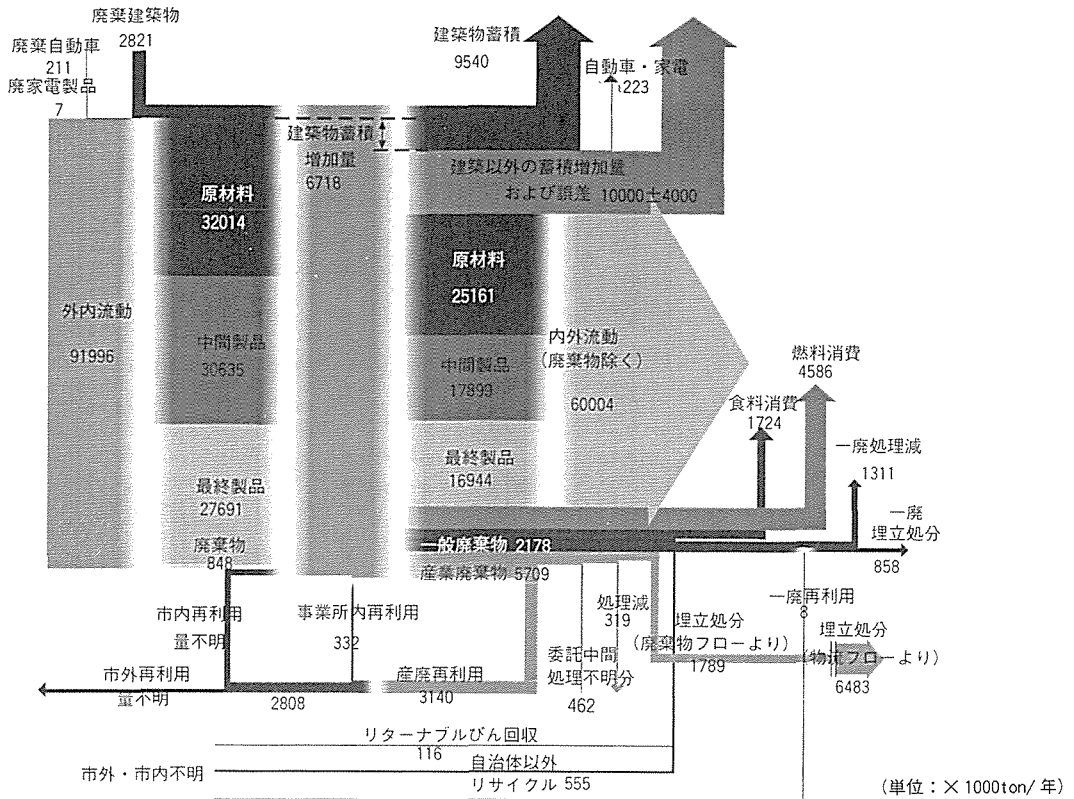 廃棄建築物
2821
廃棄自動車
211
廃家電製品
7
建築物蓄積
9540
自動車・家電
223
建築物蓄積
増加量
6718
建築以外の蓄積増加量
および誤差 10000±4000
原材料
32014
原材料
25161
外内流動
91996
中間製品
30635
中間製品
17899
内外流動
(廃棄物除く)
60004
燃料消費
4586
食料消費
1724
一廃処理減
1311
最終製品
27691
最終製品
16944
一廃
埋立処分
858
廃棄物
848
一般廃棄物 2178
産業廃棄物 5709
市内再利用
量不明
事業所内再利用
332
処理減
319
埋立処分
(廃棄物フローより)
1789
一廃再利用
8
埋立処分
(物流フローより)
6483
委託中間
処理不明分
462
市外再利用
量不明
2808
産廃再利用
3140
リターナブルびん回収
116
市外・市内不明
自治体以外
リサイクル 555
(単位:×1000ton/年)